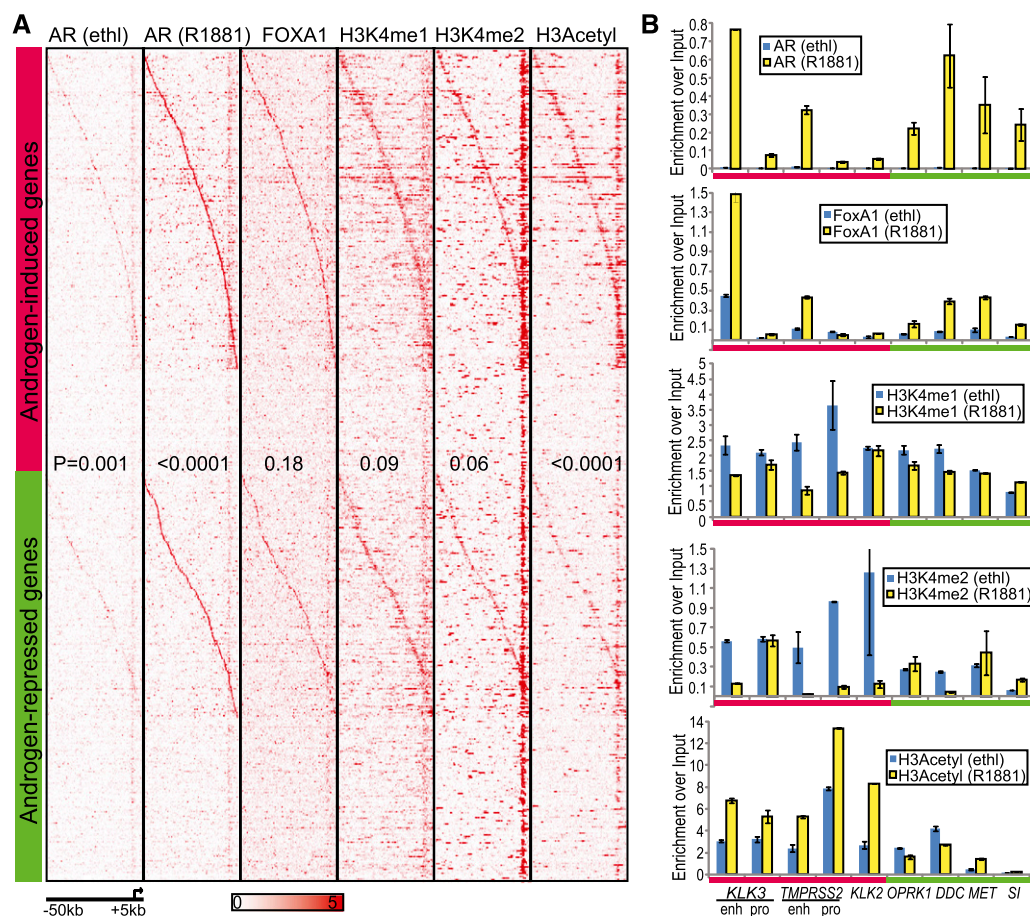 A
AR (ethl) AR (R1881) FOXA1 H3K4me1 H3K4me2 H3Acetyl
Androgen-induced genes
P=0.001 <0.0001 0.18 0.09 0.06 <0.0001
Androgen-repressed genes
-50kb +5kb
0 5
B
Enrichment over Input
0.8
0.7
0.6
0.5
0.4
0.3
0.2
0.1
0
AR (ethl)
AR (R1881)
Enrichment over Input
1.5
1.3
1.1
0.9
0.7
0.5
0.3
0.1
FoxA1 (ethl)
FoxA1 (R1881)
Enrichment over Input
5
4.5
4
3.5
3
2.5
2
1.5
1
0.5
0
H3K4me1 (ethl)
H3K4me1 (R1881)
Enrichment over Input
1.5
1.3
1.1
0.9
0.7
0.5
0.3
0.1
H3K4me2 (ethl)
H3K4me2 (R1881)
Enrichment over Input
14
12
10
8
6
4
2
0
H3Acetyl (ethl)
H3Acetyl (R1881)
KLK3 TMPRSS2 KLK2 OPRK1 DDC MET SI
enh pro enh pro